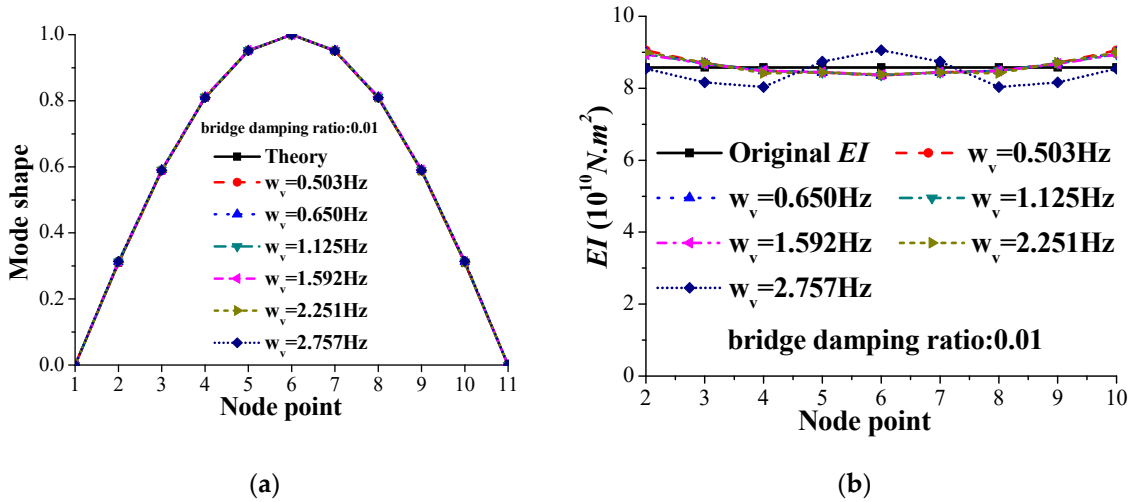 Mode shape
1.0
0.8
0.6
0.4
0.2
0.0
bridge damping ratio:0.01
Theory
w_v=0.503Hz
w_v=0.650Hz
w_v=1.125Hz
w_v=1.592Hz
w_v=2.251Hz
w_v=2.757Hz
1 2 3 4 5 6 7 8 9 10 11
Node point
(a)
EI (10^10 N.m^2)
10
8
6
4
2
0
Original EI w_v=0.503Hz
w_v=0.650Hz w_v=1.125Hz
w_v=1.592Hz w_v=2.251Hz
w_v=2.757Hz
bridge damping ratio:0.01
2 3 4 5 6 7 8 9 10
Node point
(b)